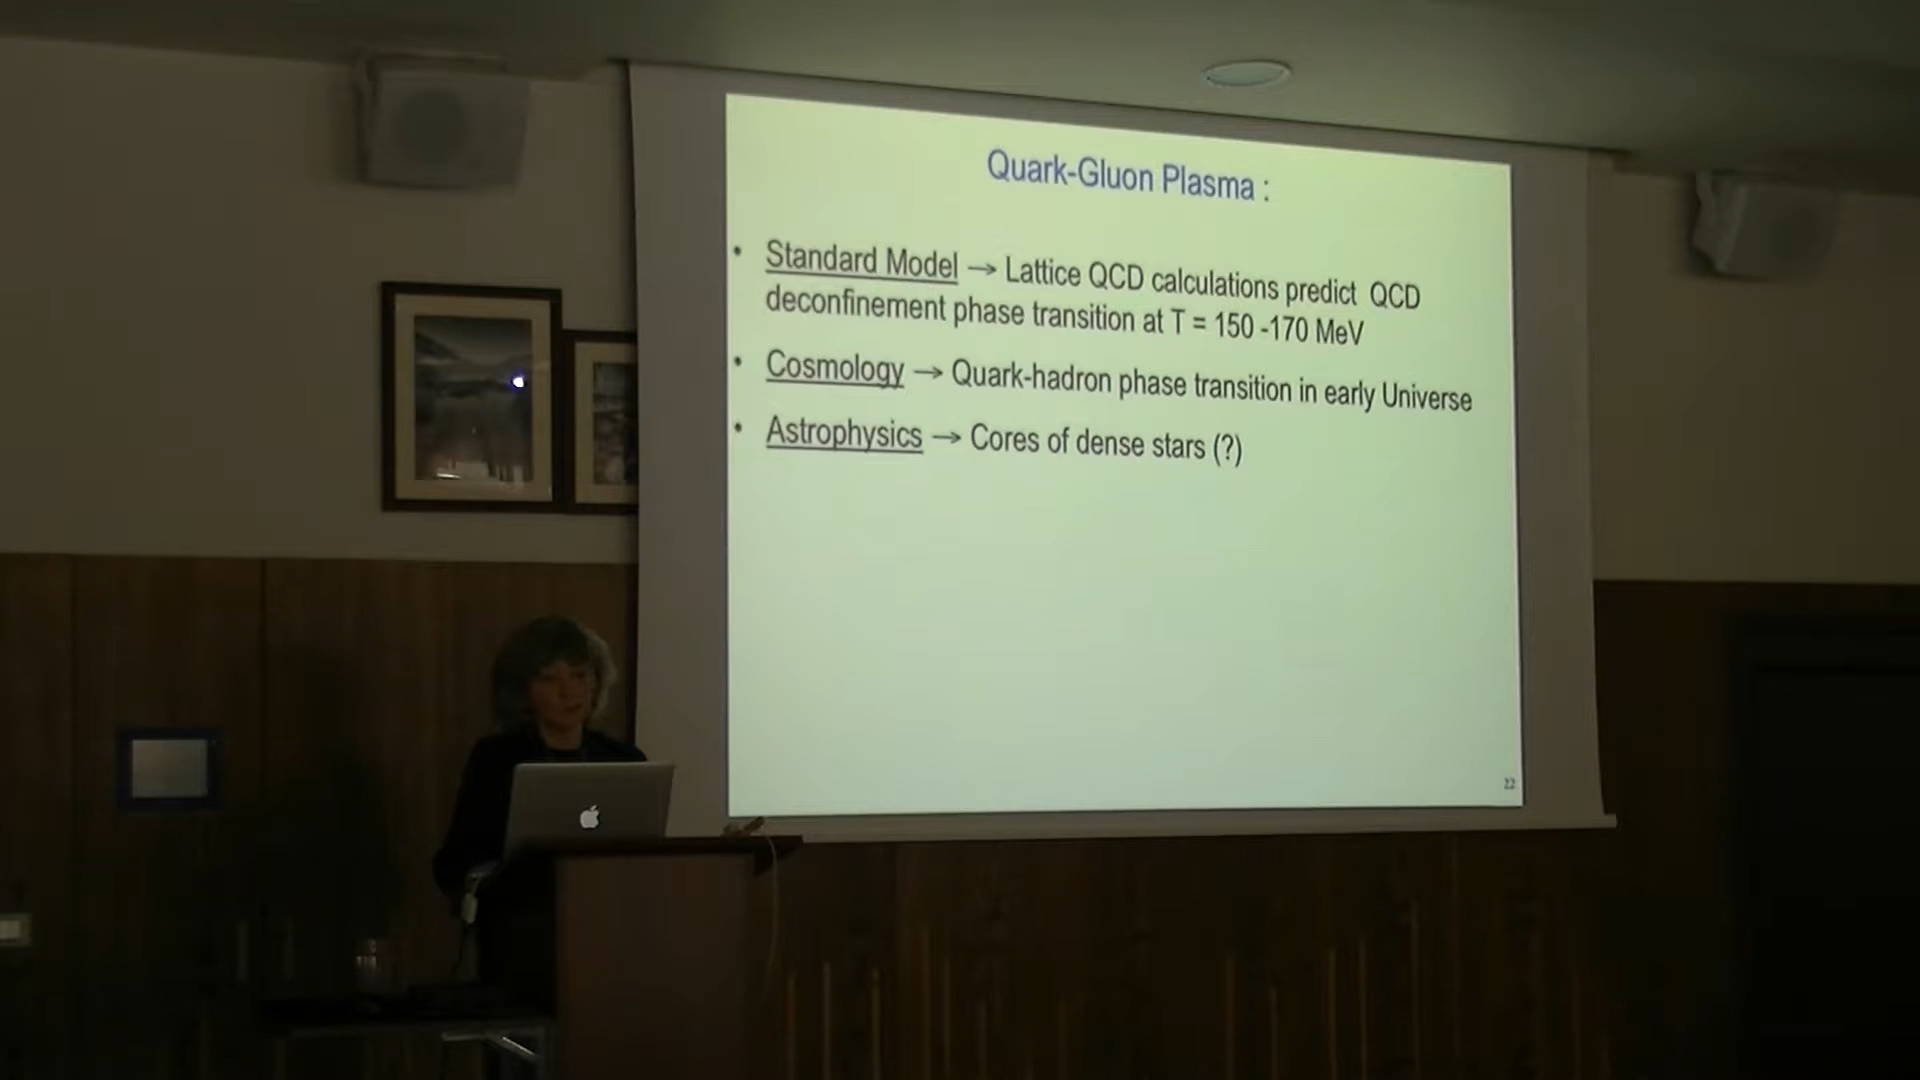 Quark-Gluon Plasma :
• Standard Model → Lattice QCD calculations predict QCD
deconfinement phase transition at T = 150 -170 MeV
• Cosmology → Quark-hadron phase transition in early Universe
• Astrophysics → Cores of dense stars (?)
22